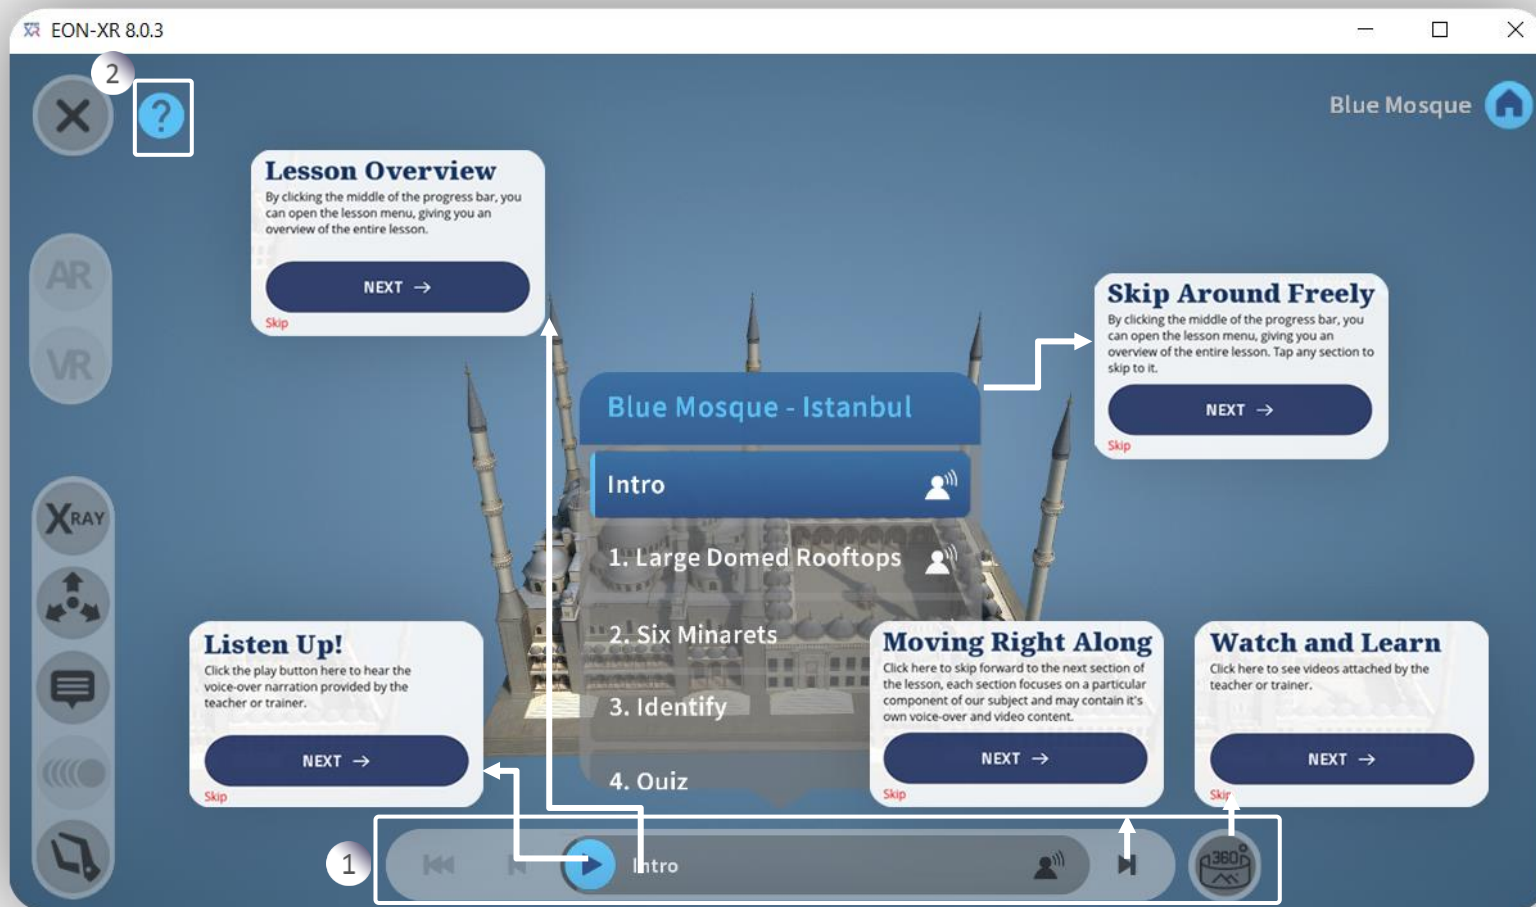 EON-XR 8.0.3
2
?
Blue Mosque
Lesson Overview
By clicking the middle of the progress bar, you
can open the lesson menu, giving you an
overview of the entire lesson.
NEXT →
Skip
AR
VR
Skip Around Freely
By clicking the middle of the progress bar, you
can open the lesson menu, giving you an
overview of the entire lesson. Tap any section to
skip to it.
NEXT →
Skip
Blue Mosque - Istanbul
Intro
1. Large Domed Rooftops
2. Six Minarets
3. Identify
4. Quiz
XRAY
Listen Up!
Click the play button here to hear the
voice-over narration provided by the
teacher or trainer.
NEXT →
Skip
Moving Right Along
Click here to skip forward to the next section of
the lesson, each section focuses on a particular
component of our subject and may contain it's
own voice-over and video content.
NEXT →
Skip
Watch and Learn
Click here to see videos attached by the
teacher or trainer.
NEXT →
Skip
1
Intro
360°